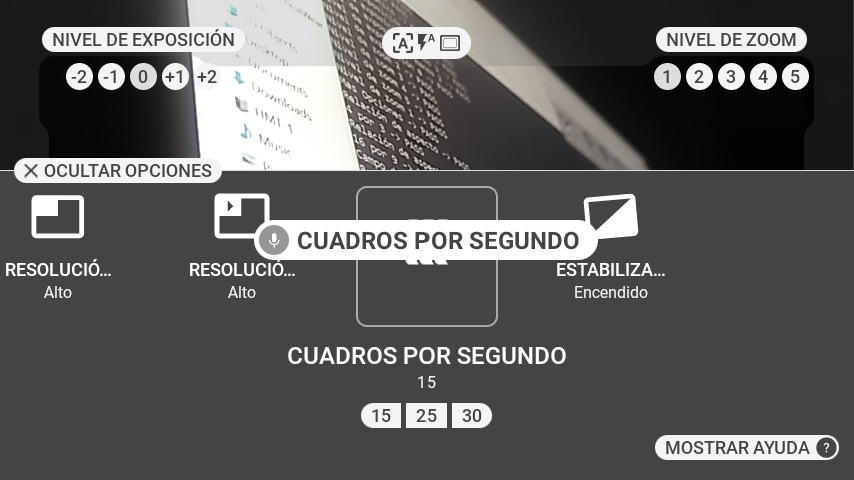 NIVEL DE EXPOSICIÓN
-2 -1 0 +1 +2
A
A
NIVEL DE ZOOM
1 2 3 4 5
Documents
Downloads
HMT-1
Music
OCULTAR OPCIONES
CUADROS POR SEGUNDO
RESOLUCIÓ...
Alto
RESOLUCIÓ...
Alto
ESTABILIZA...
Encendido
CUADROS POR SEGUNDO
15
15 25 30
MOSTRAR AYUDA ?